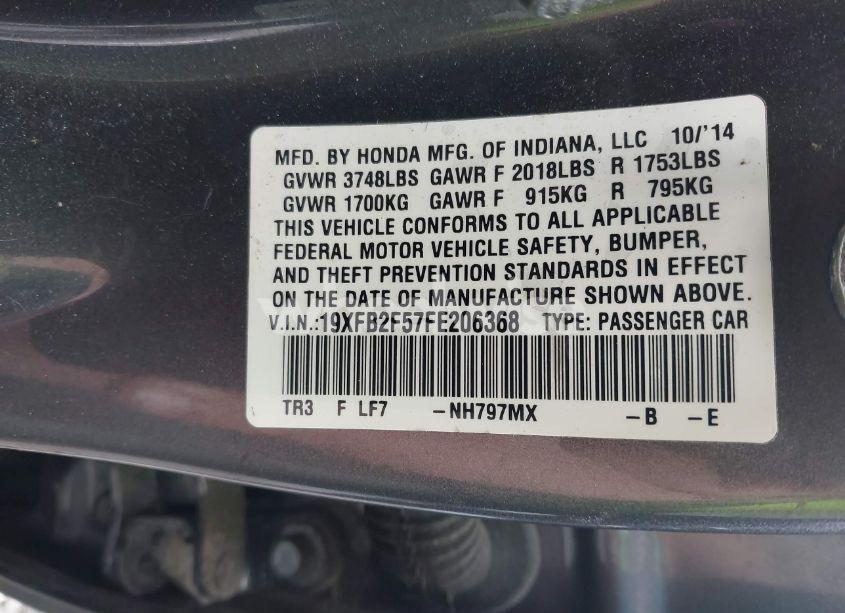 MFD. BY HONDA MFG. OF INDIANA, LLC 10/'14
GVWR 3748LBS GAWR F 2018LBS R 1753LBS
GVWR 1700KG GAWR F 915KG R 795KG
THIS VEHICLE CONFORMS TO ALL APPLICABLE
FEDERAL MOTOR VEHICLE SAFETY, BUMPER,
AND THEFT PREVENTION STANDARDS IN EFFECT
ON THE DATE OF MANUFACTURE SHOWN ABOVE.
V.I.N.:19XFB2F57FE206368 TYPE: PASSENGER CAR
TR3 F LF7 -NH797MX -B -E